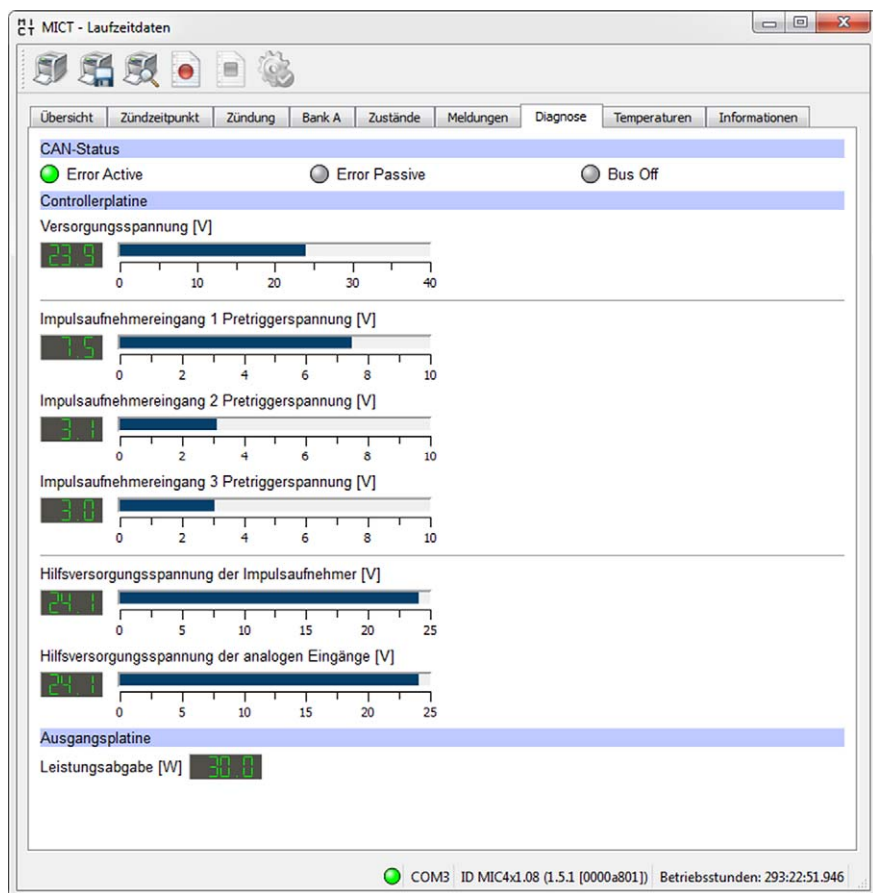 MICT - Laufzeitdaten
Übersicht Zündzeitpunkt Zündung Bank A Zustände Meldungen Diagnose Temperaturen Informationen
CAN-Status
Error Active Error Passive Bus Off
Controllerplatine
Versorgungsspannung [V]
23.9
0 10 20 30 40
Impulsaufnehmereingang 1 Pretriggerspannung [V]
7.5
0 2 4 6 8 10
Impulsaufnehmereingang 2 Pretriggerspannung [V]
3.1
0 2 4 6 8 10
Impulsaufnehmereingang 3 Pretriggerspannung [V]
3.0
0 2 4 6 8 10
Hilfsversorgungsspannung der Impulsaufnehmer [V]
24.1
0 5 10 15 20 25
Hilfsversorgungsspannung der analogen Eingänge [V]
24.1
0 5 10 15 20 25
Ausgangsplatine
Leistungsabgabe [W] 30.0
COM3 ID MIC4x1.08 (1.5.1 [0000a801]) Betriebsstunden: 293:22:51.946